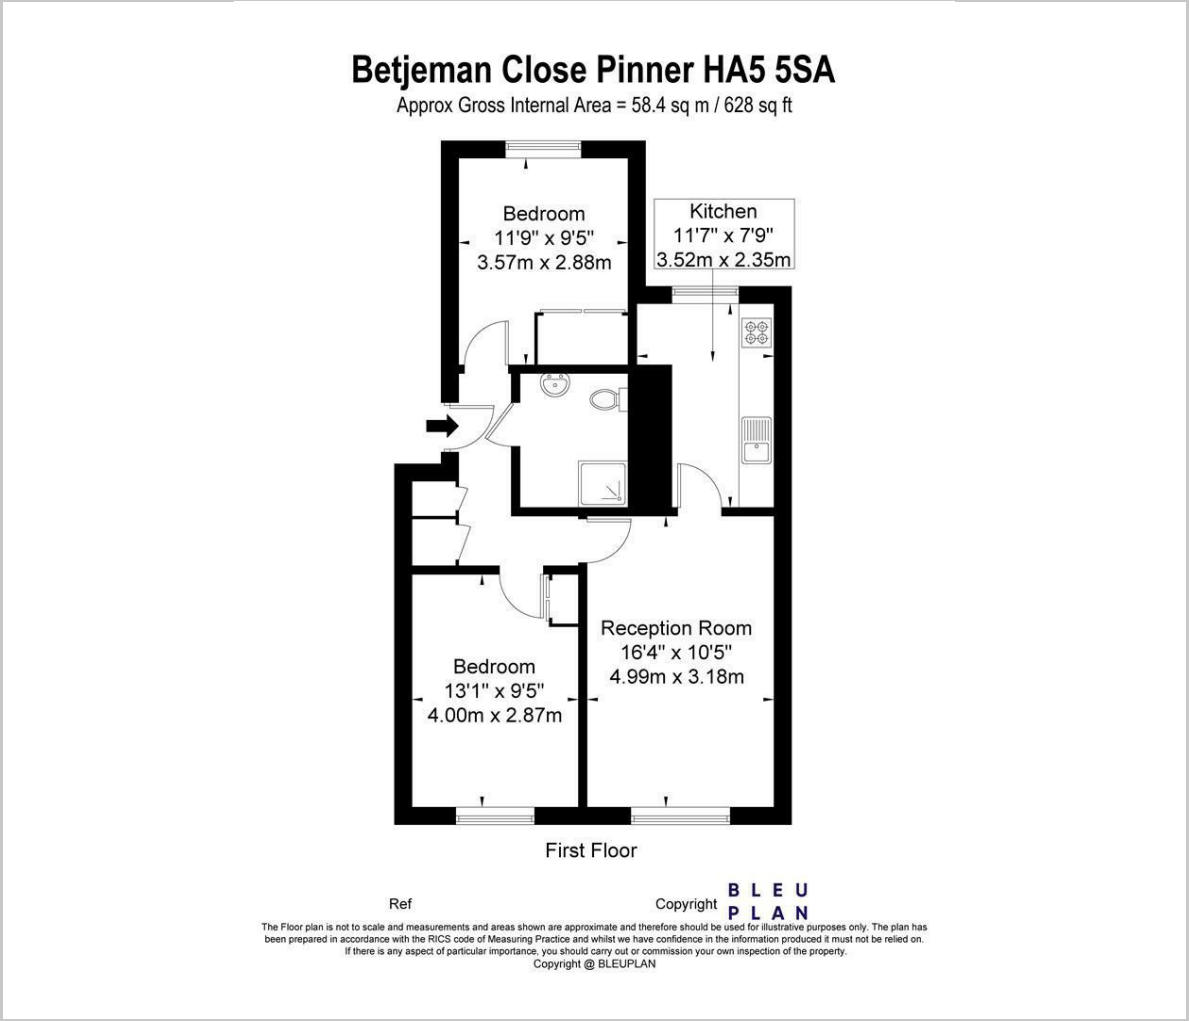 Betjeman Close Pinner HA5 5SA
Approx Gross Internal Area = 58.4 sq m / 628 sq ft
Bedroom
11'9" x 9'5"
3.57m x 2.88m
Kitchen
11'7" x 7'9"
3.52m x 2.35m
Reception Room
16'4" x 10'5"
4.99m x 3.18m
Bedroom
13'1" x 9'5"
4.00m x 2.87m
First Floor
Ref
Copyright
BLEU
PLAN
The Floor plan is not to scale and measurements and areas shown are approximate and therefore should be used for illustrative purposes only. The plan has
been prepared in accordance with the RICS code of Measuring Practice and whilst we have confidence in the information produced it must not be relied on.
If there is any aspect of particular importance, you should carry out or commission your own inspection of the property.
Copyright @ BLEUPLAN